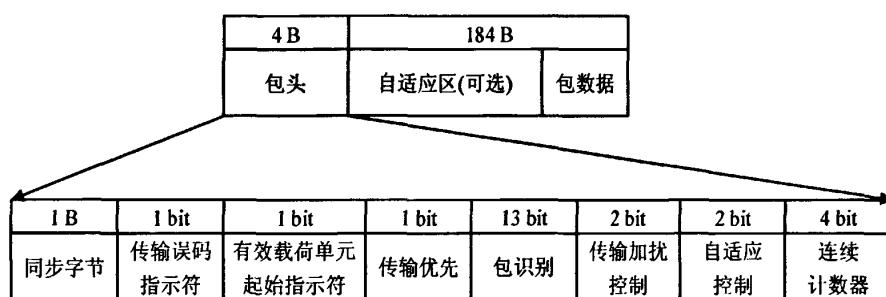 4 B 184 B
包头 自适应区(可选) 包数据
1 B 1 bit 1 bit 1 bit 13 bit 2 bit 2 bit 4 bit
同步字节 传输误码 有效载荷单元 传输优先 包识别 传输加扰 自适应 连续
指示符 起始指示符 控制 控制 计数器